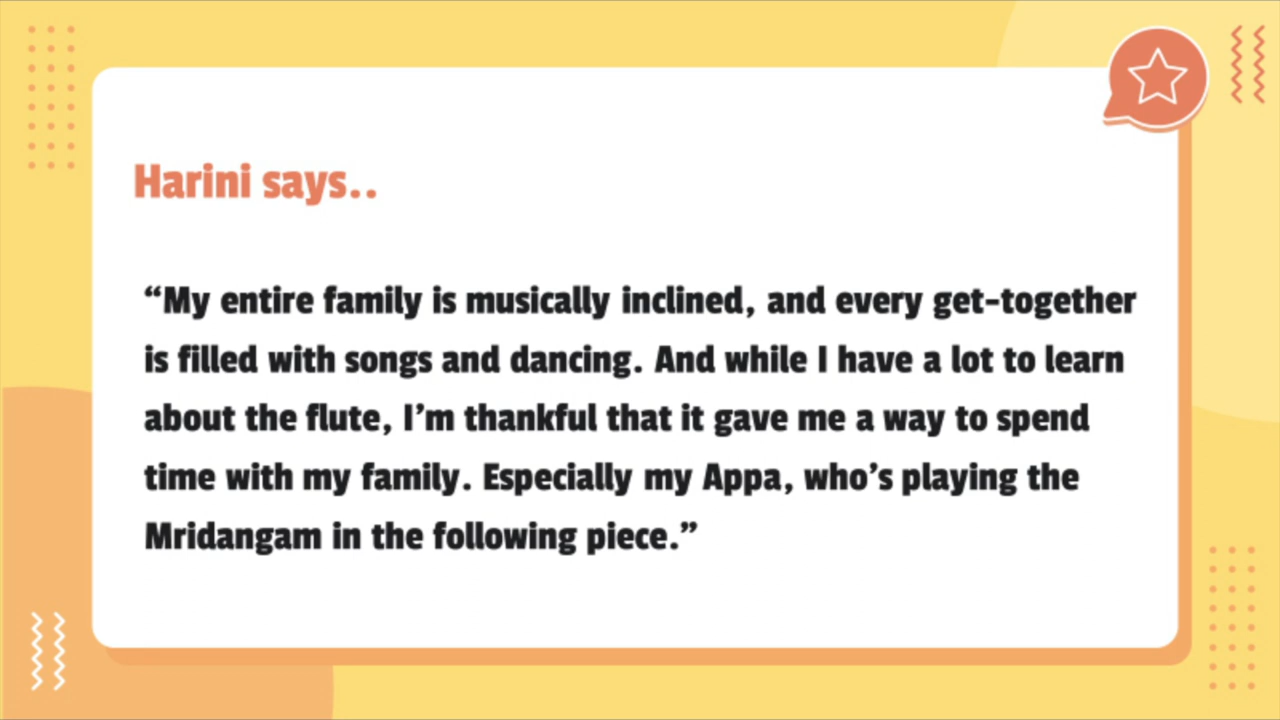 Harini says..
“My entire family is musically inclined, and every get-together
is filled with songs and dancing. And while I have a lot to learn
about the flute, I’m thankful that it gave me a way to spend
time with my family. Especially my Appa, who’s playing the
Mridangam in the following piece.”